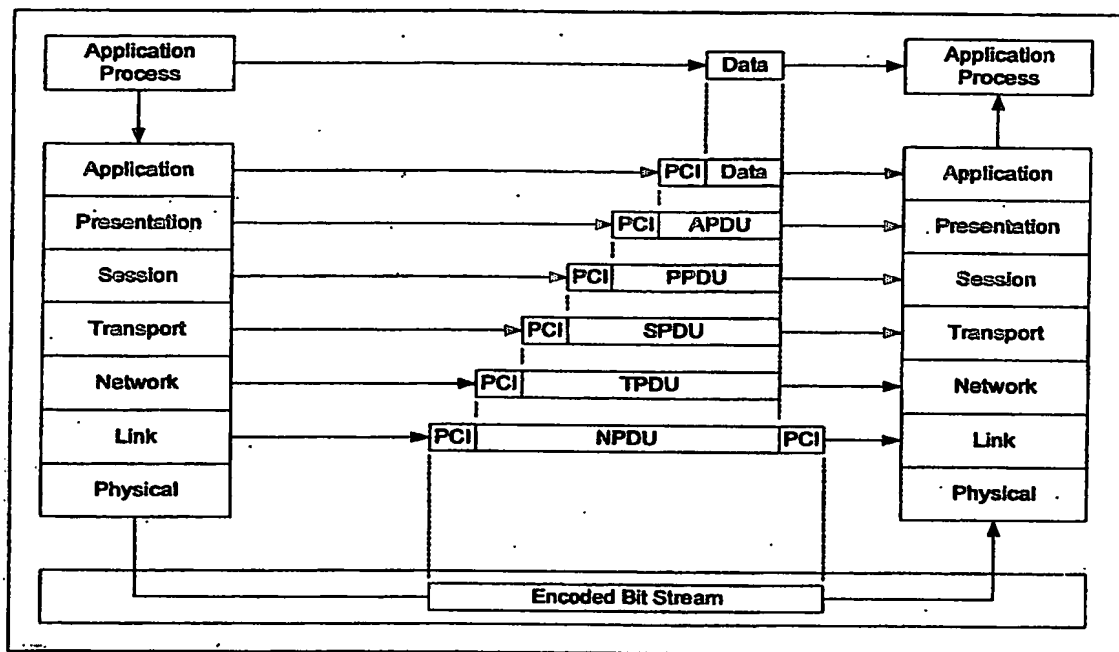 Application Process
Data
Application Process
Application
PCI Data
Application
Presentation
PCI APDU
Presentation
Session
PCI PPDU
Session
Transport
PCI SPDU
Transport
Network
PCI TPDU
Network
Link
PCI NPDU PCI
Link
Physical
Physical
Encoded Bit Stream